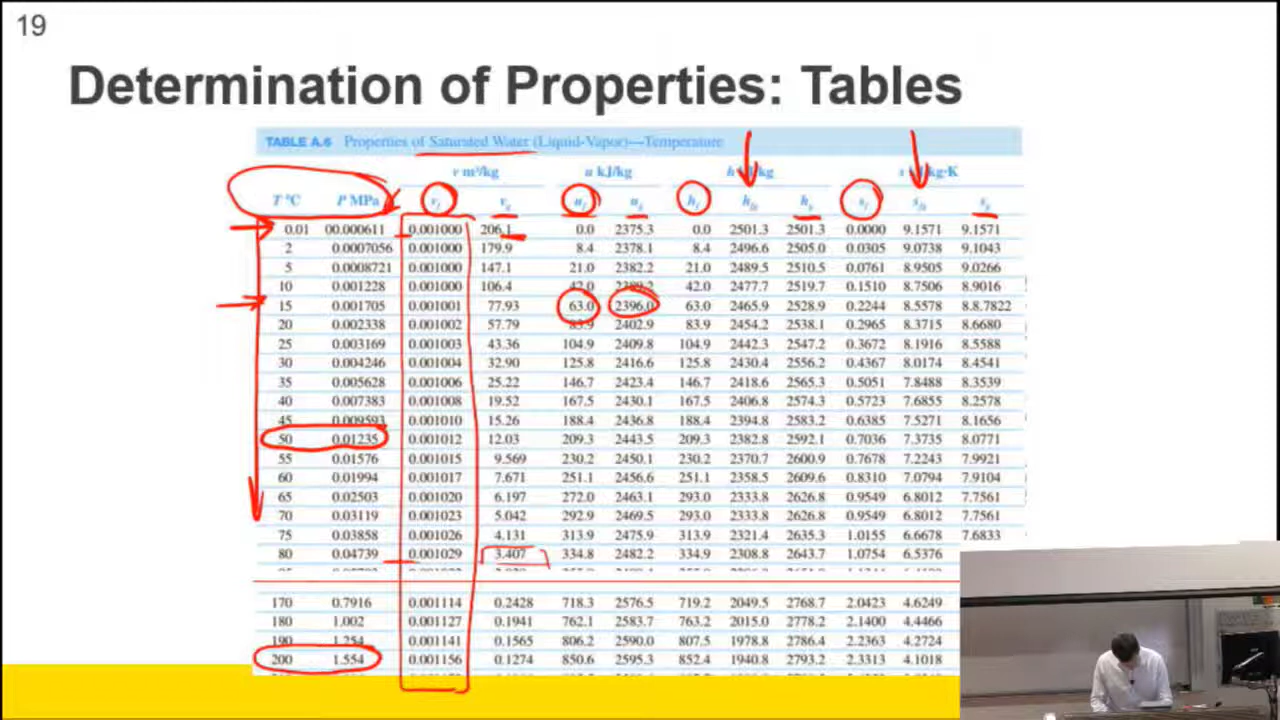 19
Determination of Properties: Tables
TABLE A.6 Properties of Saturated Water (Liquid-Vapor)—Temperature
v m³/kg u kJ/kg h kJ/kg s kJ/kg·K
T °C P MPa vf vg uf ug hf hfg hg sf sfg sg
0.01 00.000611 0.001000 206.1 0.0 2375.3 0.0 2501.3 2501.3 0.0000 9.1571 9.1571
2 0.0007056 0.001000 179.9 8.4 2378.1 8.4 2496.6 2505.0 0.0305 9.0738 9.1043
5 0.0008721 0.001000 147.1 21.0 2382.2 21.0 2489.5 2510.5 0.0761 8.9505 9.0266
10 0.001228 0.001000 106.4 42.0 2389.2 42.0 2477.7 2519.7 0.1510 8.7506 8.9016
15 0.001705 0.001001 77.93 63.0 2396.0 63.0 2465.9 2528.9 0.2244 8.5578 8.8.7822
20 0.002338 0.001002 57.79 83.9 2402.9 83.9 2454.2 2538.1 0.2965 8.3715 8.6680
25 0.003169 0.001003 43.36 104.9 2409.8 104.9 2442.3 2547.2 0.3672 8.1916 8.5588
30 0.004246 0.001004 32.90 125.8 2416.6 125.8 2430.4 2556.2 0.4367 8.0174 8.4541
35 0.005628 0.001006 25.22 146.7 2423.4 146.7 2418.6 2565.3 0.5051 7.8488 8.3539
40 0.007383 0.001008 19.52 167.5 2430.1 167.5 2406.8 2574.3 0.5723 7.6855 8.2578
45 0.009593 0.001010 15.26 188.4 2436.8 188.4 2394.8 2583.2 0.6385 7.5271 8.1656
50 0.01235 0.001012 12.03 209.3 2443.5 209.3 2382.8 2592.1 0.7036 7.3735 8.0771
55 0.01576 0.001015 9.569 230.2 2450.1 230.2 2370.7 2600.9 0.7678 7.2243 7.9921
60 0.01994 0.001017 7.671 251.1 2456.6 251.1 2358.5 2609.6 0.8310 7.0794 7.9104
65 0.02503 0.001020 6.197 272.0 2463.1 293.0 2333.8 2626.8 0.9549 6.8012 7.7561
70 0.03119 0.001023 5.042 292.9 2469.5 293.0 2333.8 2626.8 0.9549 6.8012 7.7561
75 0.03858 0.001026 4.131 313.9 2475.9 313.9 2321.4 2635.3 1.0155 6.6678 7.6833
80 0.04739 0.001029 3.407 334.8 2482.2 334.9 2308.8 2643.7 1.0754 6.5376
170 0.7916 0.001114 0.2428 718.3 2576.5 719.2 2049.5 2768.7 2.0423 4.6249
180 1.002 0.001127 0.1941 762.1 2583.7 763.2 2015.0 2778.2 2.1400 4.4466
190 1.254 0.001141 0.1565 806.2 2590.0 807.5 1978.8 2786.4 2.2363 4.2724
200 1.554 0.001156 0.1274 850.6 2595.3 852.4 1940.8 2793.2 2.3313 4.1018